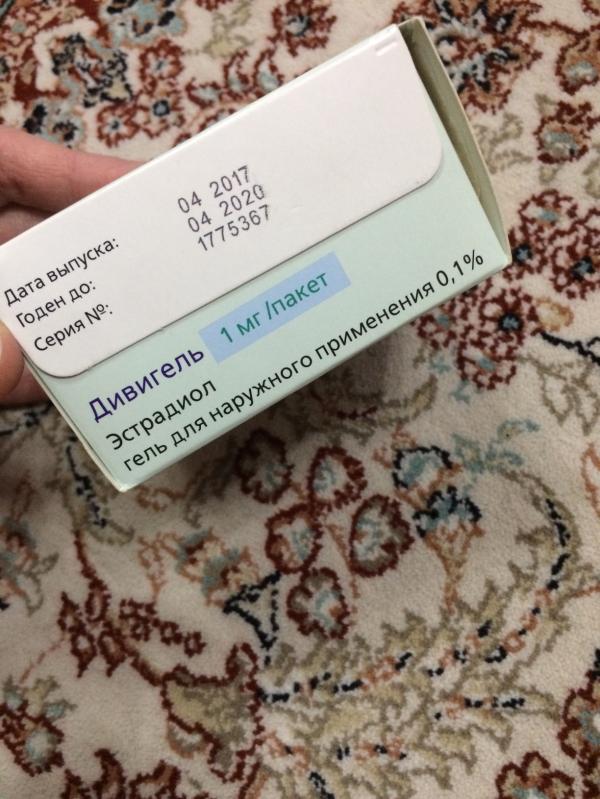 Дата выпуска: 04 2017
Годен до: 04 2020
Серия №: 1775367
Дивигель 1 мг/пакет
Эстрадиол
гель для наружного применения 0,1%